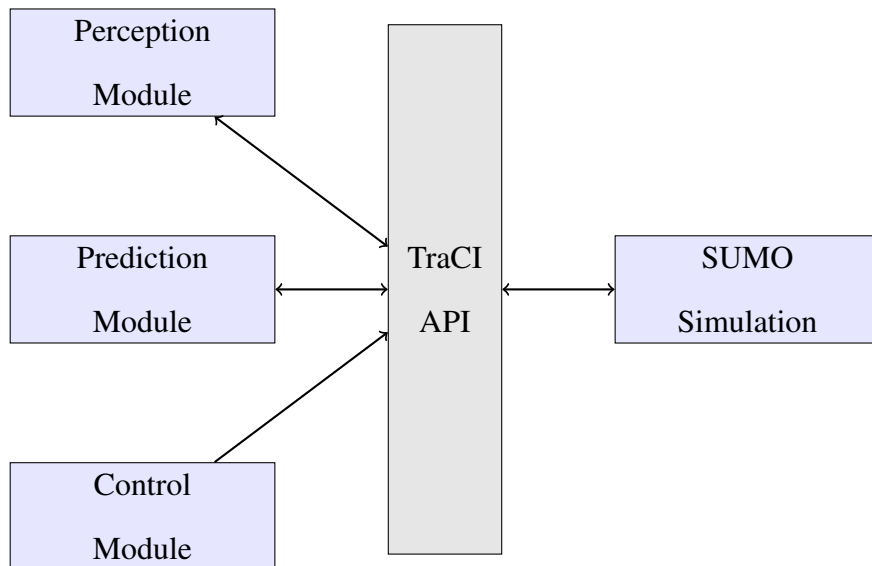 Perception
Module
Prediction
Module
Control
Module
TraCI
API
SUMO
Simulation